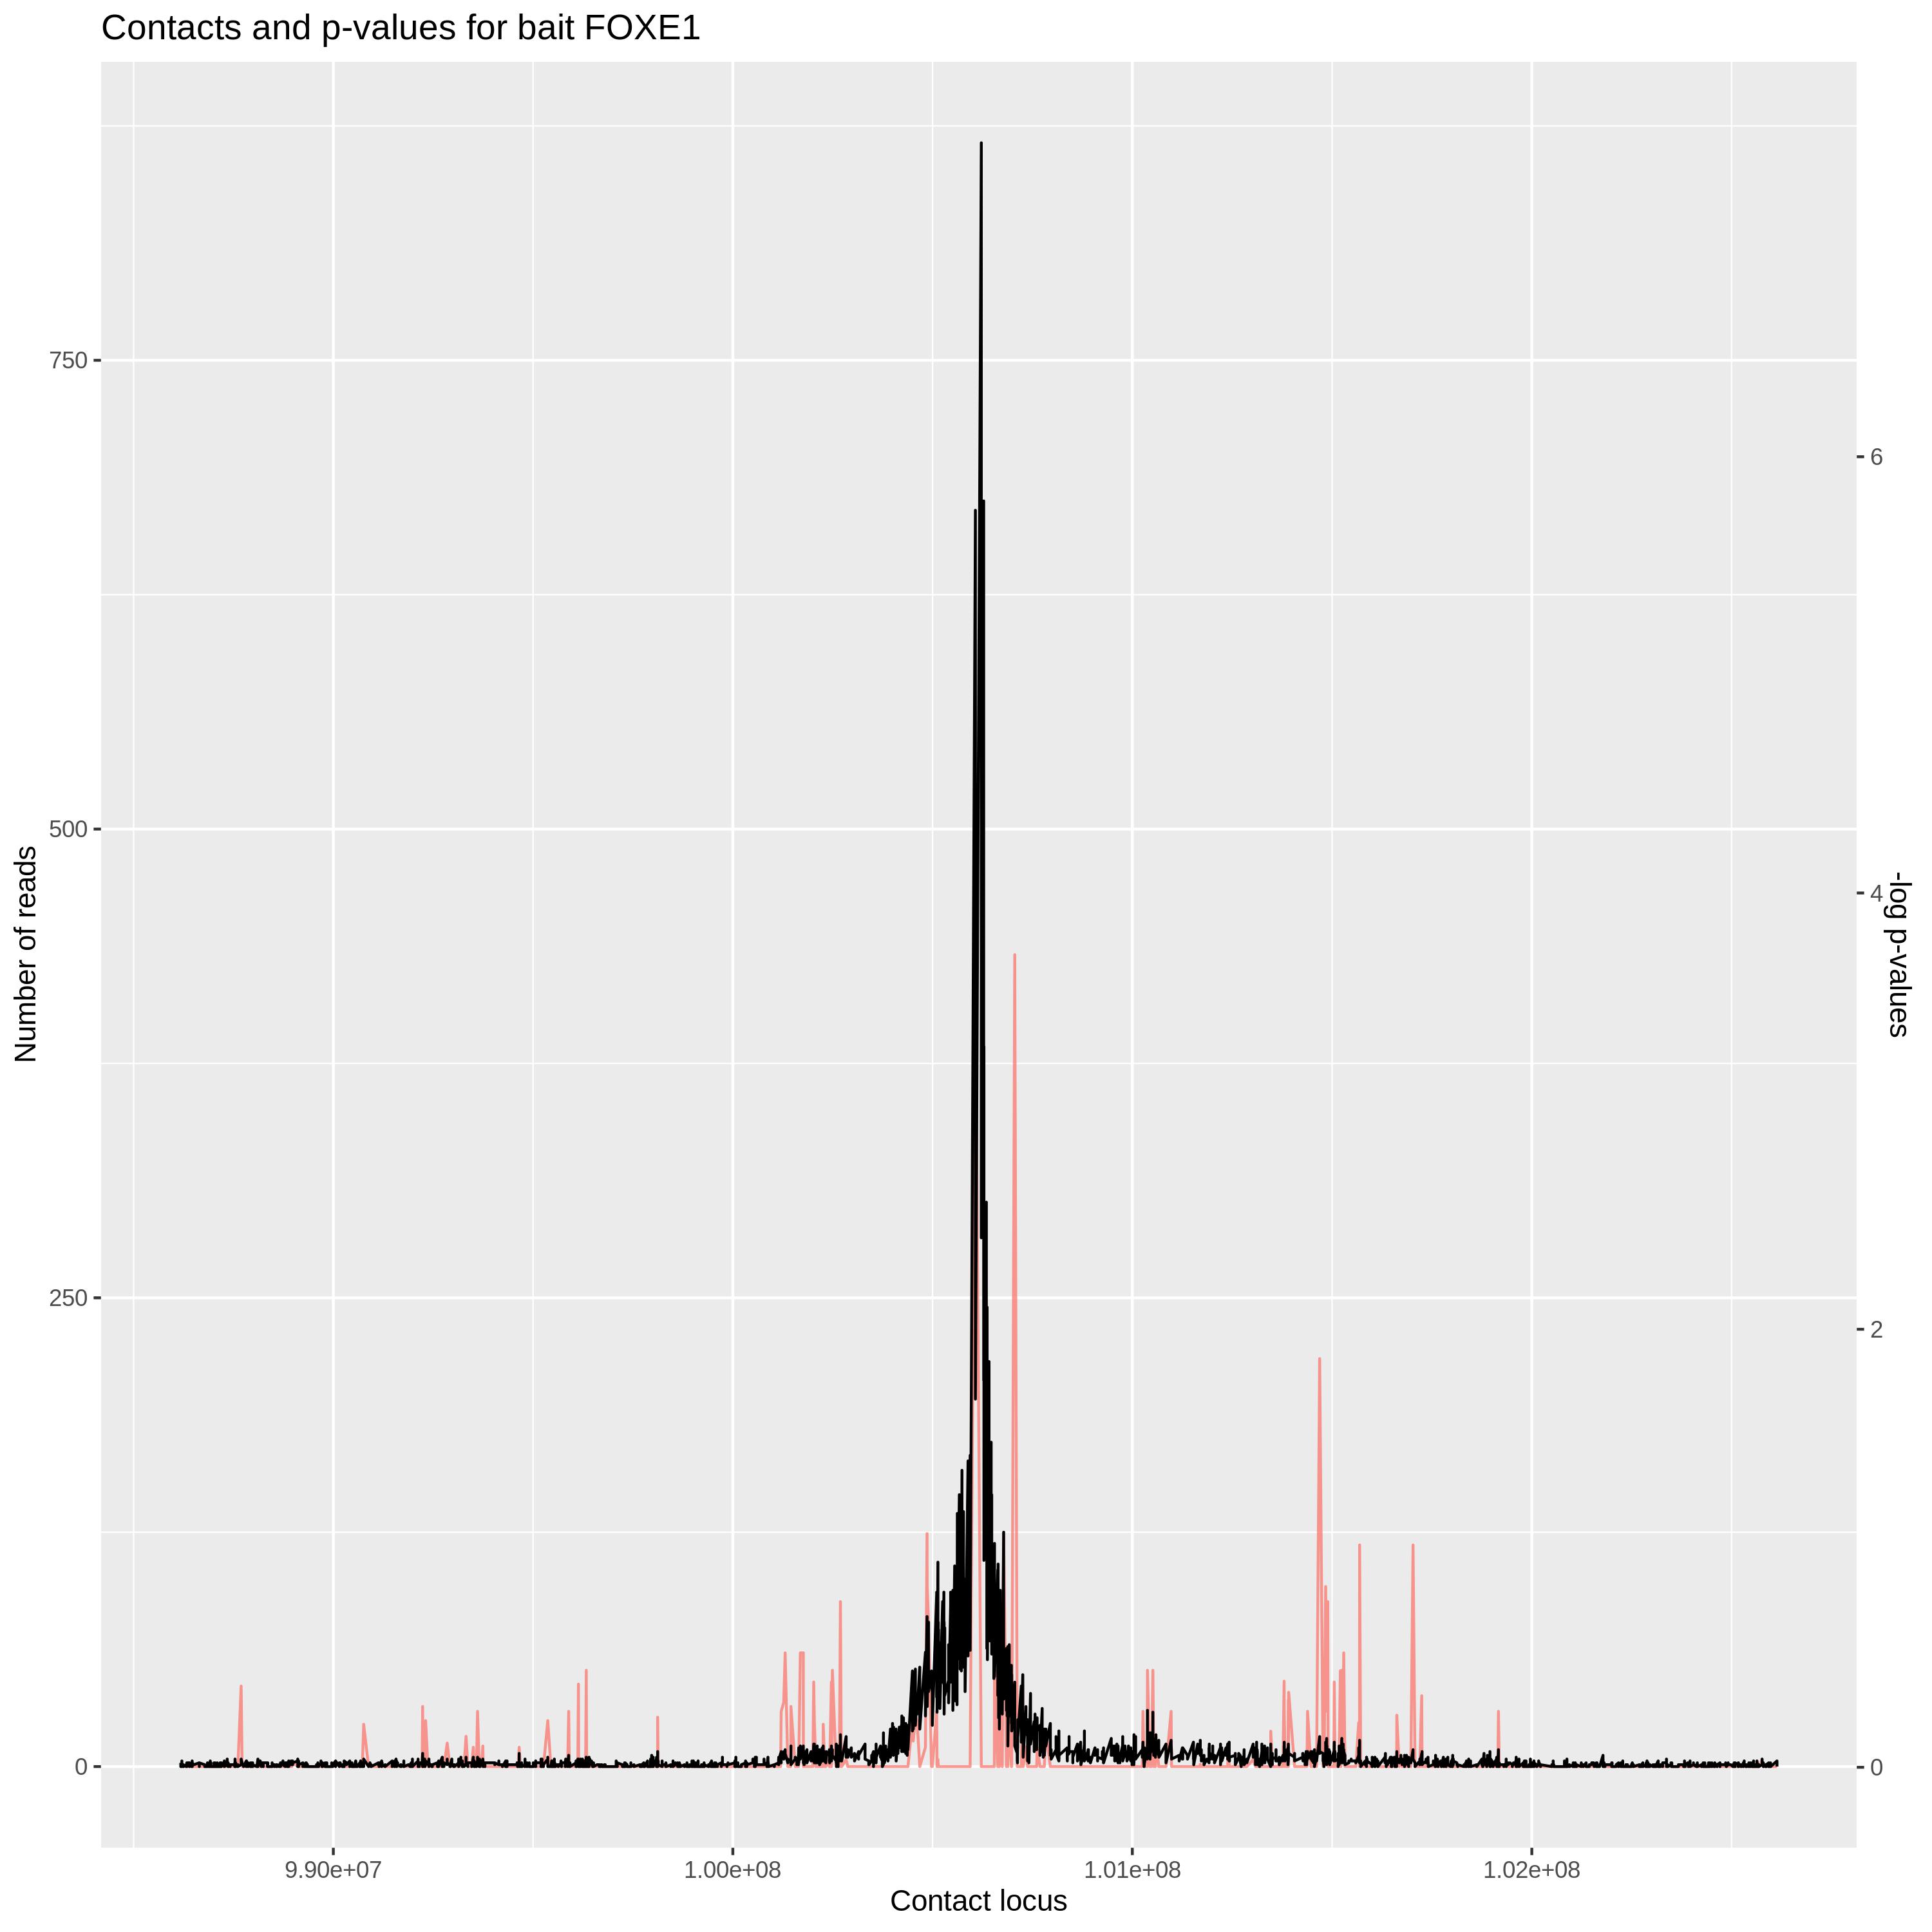 Contacts and p-values for bait FOXE1
750
500
250
0
Number of reads
6
4
2
0
-log p-values
9.90e+07
1.00e+08
1.01e+08
1.02e+08
Contact locus